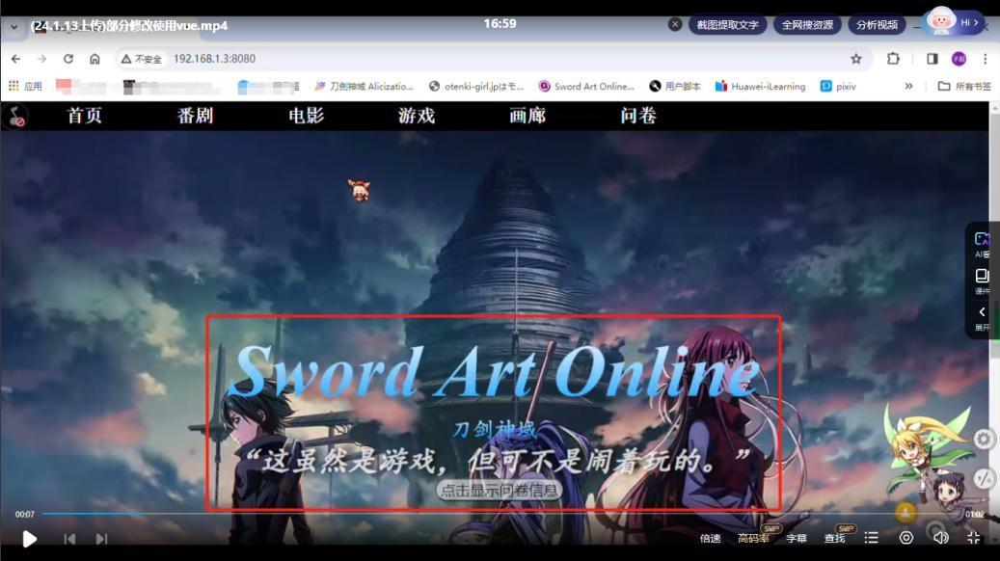 (24.1.13上传)部分修改使用vue.mp4
16:59
截图提取文字
全网搜资源
分析视频
Hi >
不安全
192.168.1.3:8080
应用
刀剑神域 Alicizatio...
otenki-girl.jpはモ...
Sword Art Online...
用户脚本
Huawei-iLearning
pixiv
»
所有书签
首页 番剧 电影 游戏 画廊 问卷
AI看
课件
展开
Sword Art Online
刀剑神域
“这虽然是游戏，但可不是闹着玩的。”
点击显示问卷信息
00:07
01:02
倍速
高码率
SVIP
字幕
查找
SVIP